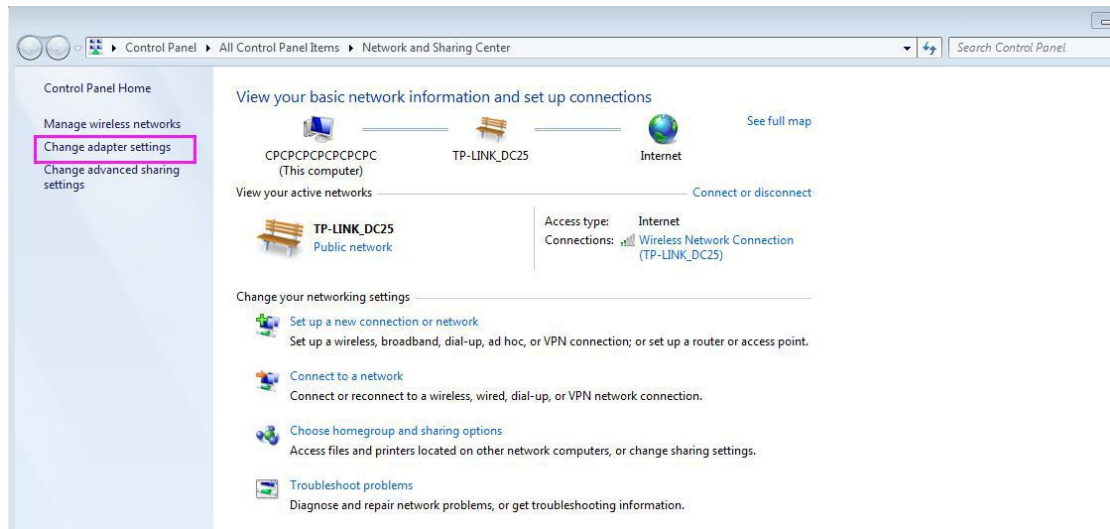 Control Panel All Control Panel Items Network and Sharing Center Search Control Panel
Control Panel Home
Manage wireless networks
Change adapter settings
Change advanced sharing
settings
View your basic network information and set up connections
See full map
CPCPCPCPCPCPC TP-LINK_DC25 Internet
(This computer)
View your active networks Connect or disconnect
TP-LINK_DC25
Public network
Access type: Internet
Connections: Wireless Network Connection
(TP-LINK_DC25)
Change your networking settings
Set up a new connection or network
Set up a wireless, broadband, dial-up, ad hoc, or VPN connection; or set up a router or access point.
Connect to a network
Connect or reconnect to a wireless, wired, dial-up, or VPN network connection.
Choose homegroup and sharing options
Access files and printers located on other network computers, or change sharing settings.
Troubleshoot problems
Diagnose and repair network problems, or get troubleshooting information.